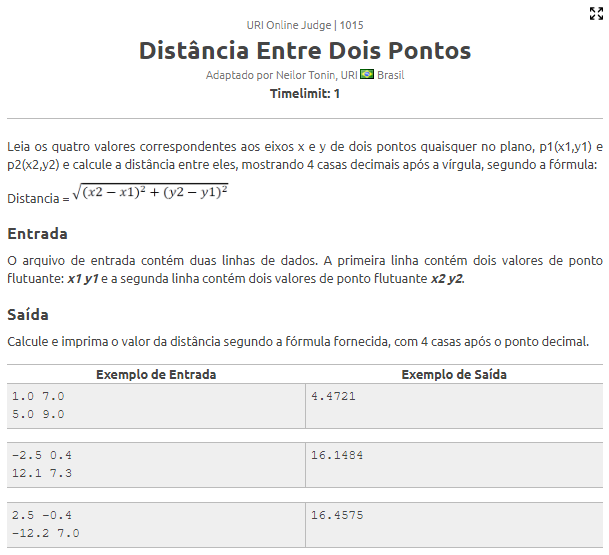 URI Online Judge | 1015
Distância Entre Dois Pontos
Adaptado por Neilor Tonin, URI Brasil
Timelimit: 1
Leia os quatro valores correspondentes aos eixos x e y de dois pontos quaisquer no plano, p1(x1,y1) e
p2(x2,y2) e calcule a distância entre eles, mostrando 4 casas decimais após a vírgula, segundo a fórmula:
Distancia = √(x2 − x1)² + (y2 − y1)²
Entrada
O arquivo de entrada contém duas linhas de dados. A primeira linha contém dois valores de ponto
flutuante: x1 y1 e a segunda linha contém dois valores de ponto flutuante x2 y2.
Saída
Calcule e imprima o valor da distância segundo a fórmula fornecida, com 4 casas após o ponto decimal.
Exemplo de Entrada Exemplo de Saída
1.0 7.0 4.4721
5.0 9.0
-2.5 0.4 16.1484
12.1 7.3
2.5 -0.4 16.4575
-12.2 7.0